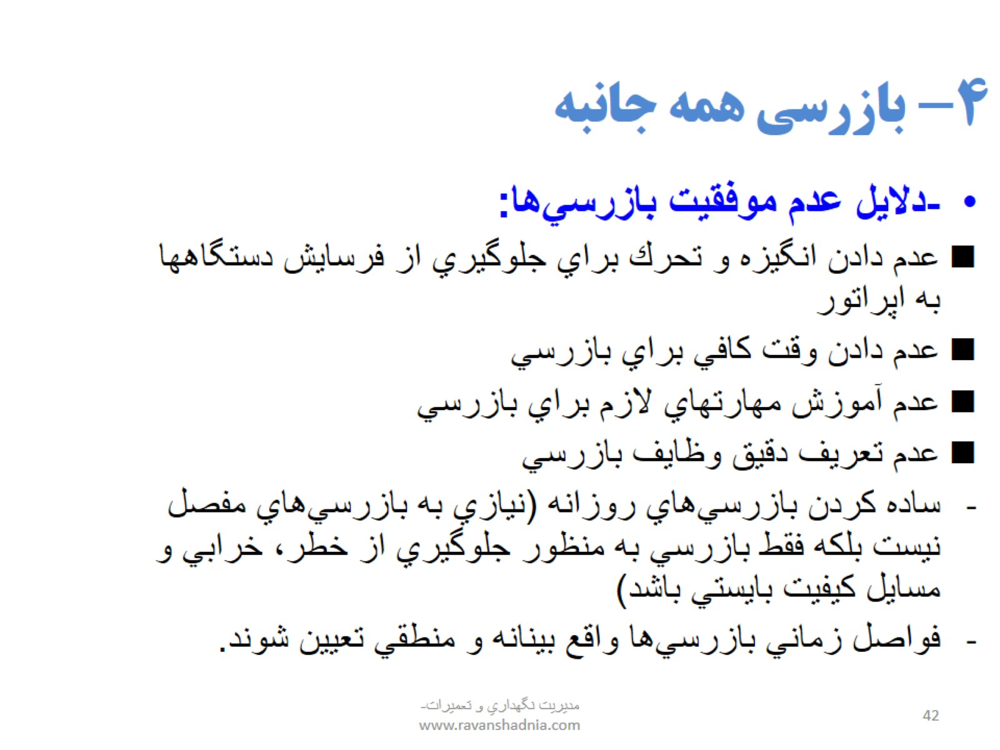 ۴– بازرسی همه جانبه
• -دلايل عدم موفقيت بازرسي‌ها:
■ عدم دادن انگيزه و تحرك براي جلوگيري از فرسايش دستگاهها
به اپراتور
■ عدم دادن وقت كافي براي بازرسي
■ عدم آموزش مهارتهاي لازم براي بازرسي
■ عدم تعريف دقيق وظايف بازرسي
- ساده كردن بازرسي‌هاي روزانه (نيازي به بازرسي‌هاي مفصل
نيست بلكه فقط بازرسي به منظور جلوگيري از خطر، خرابي و
مسايل كيفيت بايستي باشد)
- فواصل زماني بازرسي‌ها واقع بينانه و منطقي تعيين شوند.
مديريت نگهداري و تعميرات-
www.ravanshadnia.com
42